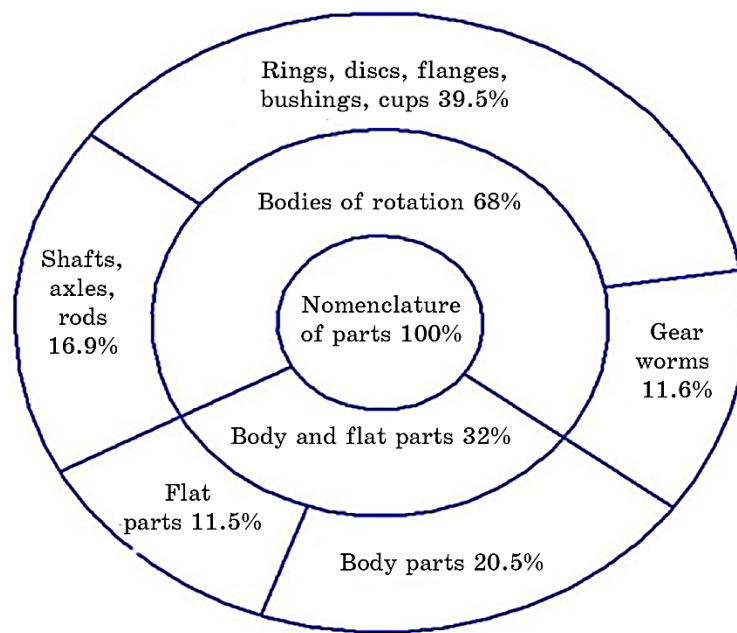 Rings, discs, flanges,
bushings, cups 39.5%
Bodies of rotation 68%
Shafts,
axles,
rods
16.9%
Nomenclature
of parts 100%
Gear
worms
11.6%
Body and flat parts 32%
Flat
parts 11.5%
Body parts 20.5%